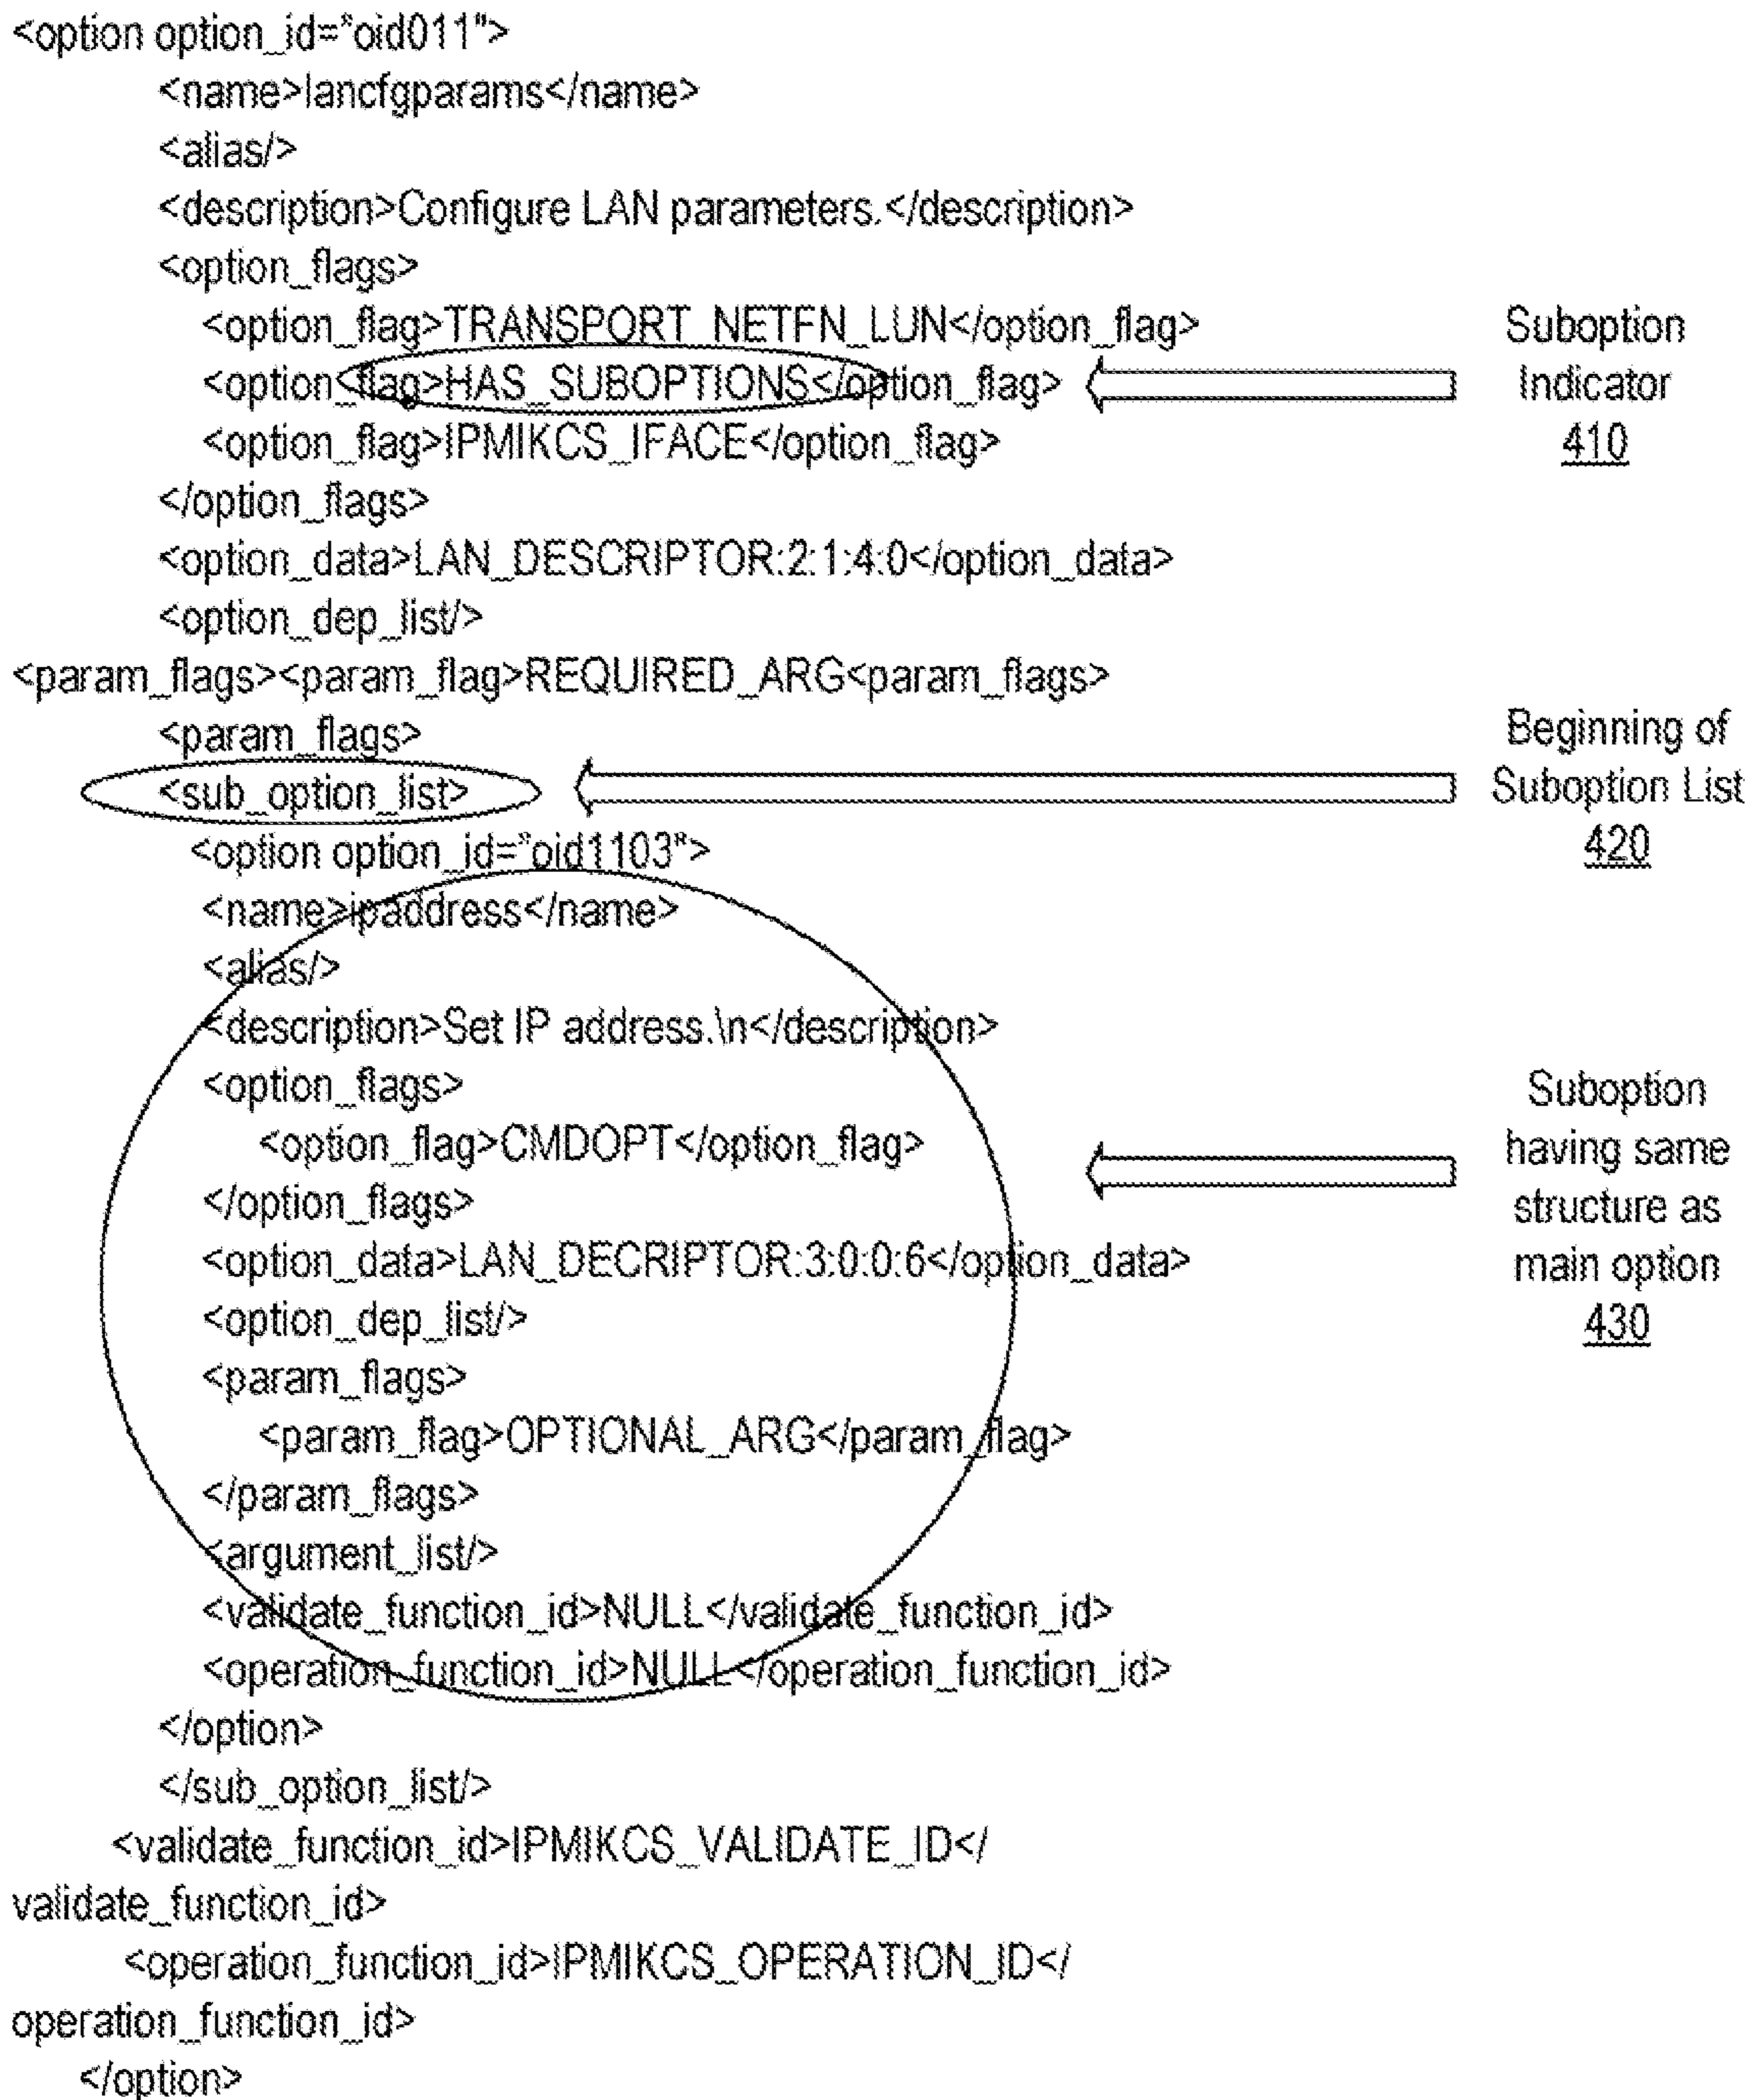 <option option_id="oid011">
<name>lancfgparams</name>
<alias/>
<description>Configure LAN parameters.</description>
<option_flags>
<option_flag>TRANSPORT_NETFN_LUN</option_flag>
<option_flag>HAS_SUBOPTIONS</option_flag>
<option_flag>IPMIKCS_IFACE</option_flag>
</option_flags>
<option_data>LAN_DESCRIPTOR:2:1:4:0</option_data>
<option_dep_list/>
<param_flags><param_flag>REQUIRED_ARG<param_flags>
<param_flags>
<sub_option_list>
<option option_id="oid1103">
<name>ipaddress</name>
<alias/>
<description>Set IP address.\n</description>
<option_flags>
<option_flag>CMDOPT</option_flag>
</option_flags>
<option_data>LAN_DECRIPTOR:3:0:0:6</option_data>
<option_dep_list/>
<param_flags>
<param_flag>OPTIONAL_ARG</param_flag>
</param_flags>
<argument_list/>
<validate_function_id>NULL</validate_function_id>
<operation_function_id>NULL</operation_function_id>
</option>
</sub_option_list/>
<validate_function_id>IPMIKCS_VALIDATE_ID</
validate_function_id>
<operation_function_id>IPMIKCS_OPERATION_ID</
operation_function_id>
</option>
Suboption
Indicator
410
Beginning of
Suboption List
420
Suboption
having same
structure as
main option
430